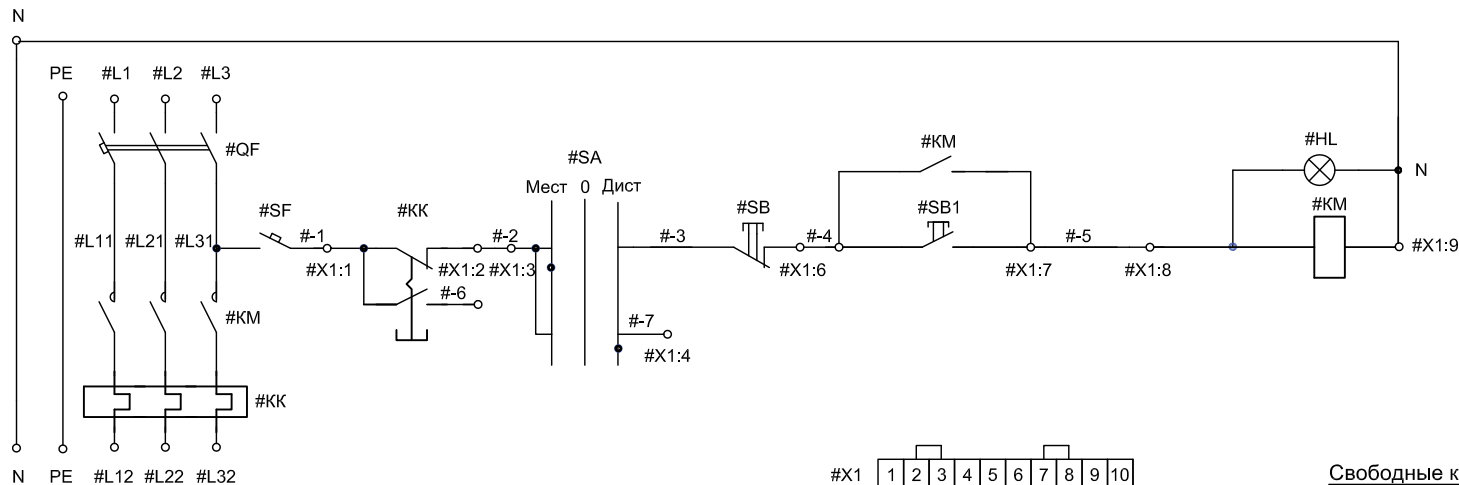 N
PE #L1 #L2 #L3
#QF
#SA
#KM
#HL
Мест 0 Дист
N
#SF
#KK
#SB
#SB1
#KM
#L11 #L21 #L31
#-1
#-2
#-3
#-4
#-5
#X1:1
#X1:2 #X1:3
#X1:6
#X1:7
#X1:8
#X1:9
#-6
#KM
#-7
#X1:4
#KK
N PE #L12 #L22 #L32
#X1 1 2 3 4 5 6 7 8 9 10
Свободные к